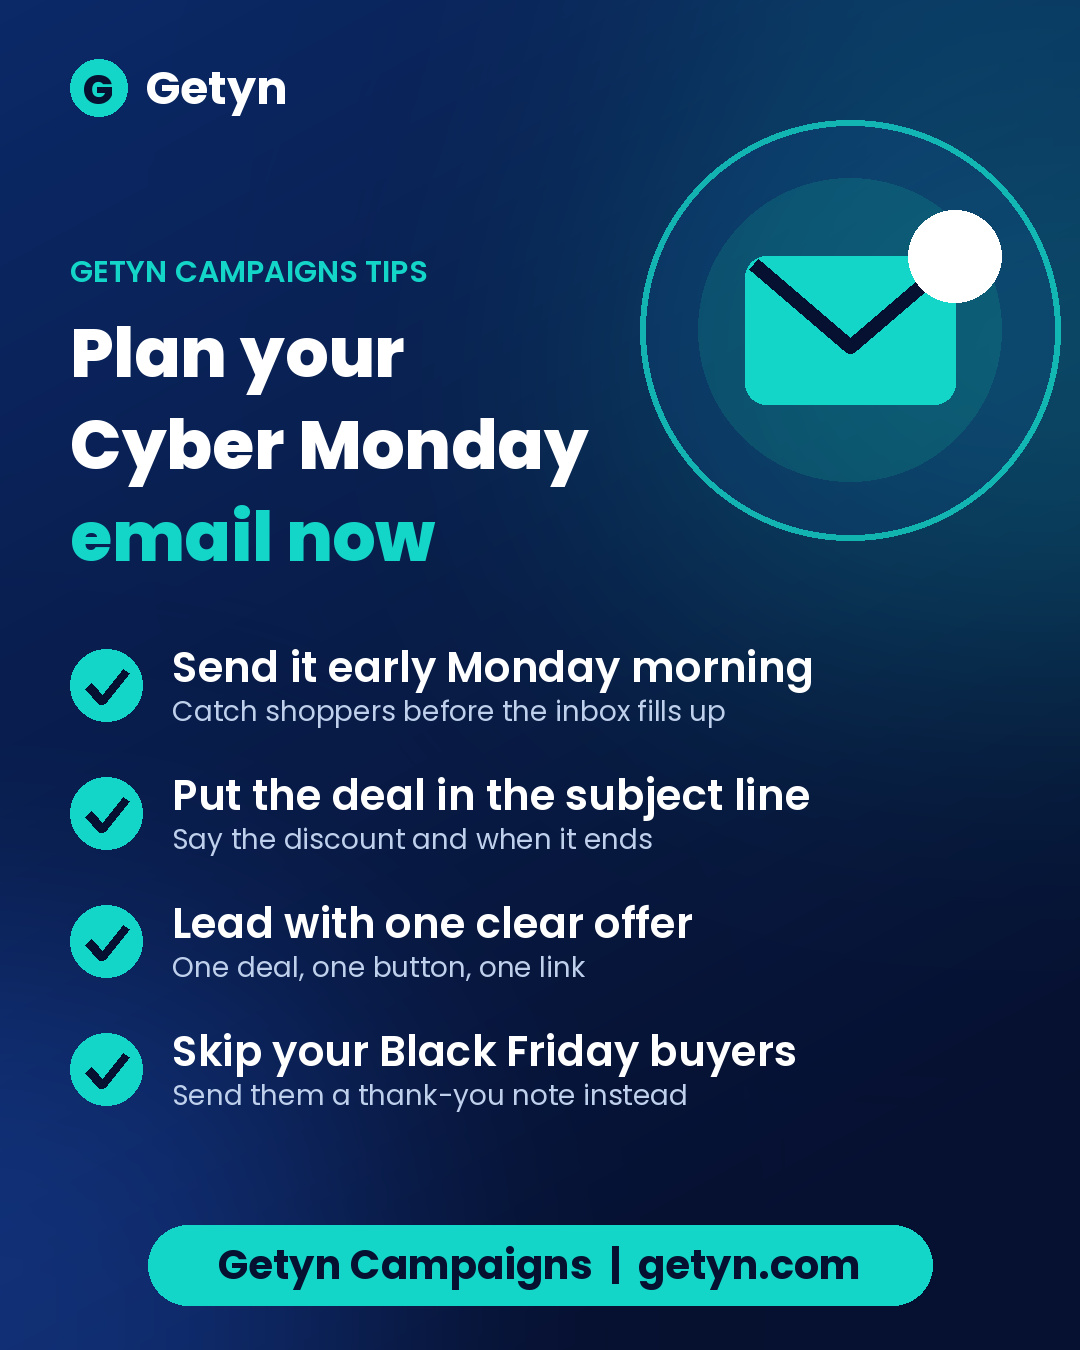 G Getyn
GETYN CAMPAIGNS TIPS
Plan your
Cyber Monday
email now
Send it early Monday morning
Catch shoppers before the inbox fills up
Put the deal in the subject line
Say the discount and when it ends
Lead with one clear offer
One deal, one button, one link
Skip your Black Friday buyers
Send them a thank-you note instead
Getyn Campaigns | getyn.com